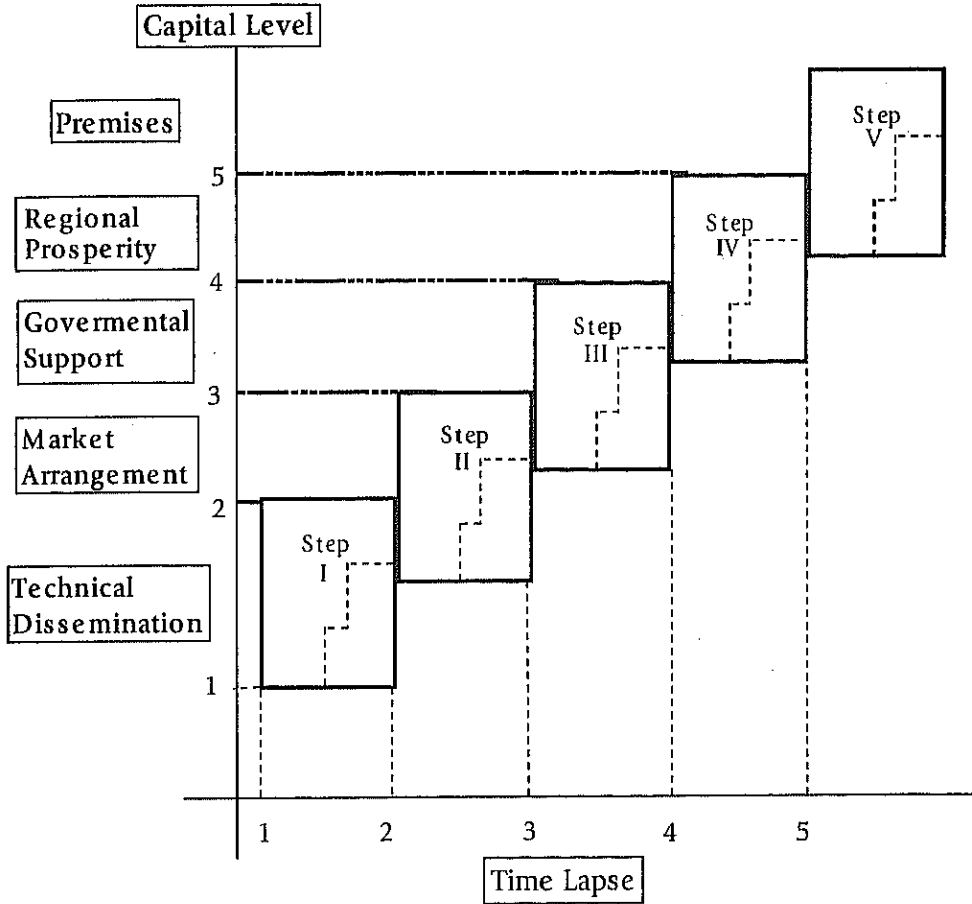 Capital Level
Premises
Step
V
5
Regional
Prosperity
Step
IV
4
Govermental
Support
Step
III
3
Market
Arrangement
Step
II
2
Step
I
Technical
Dissemination
1
1 2 3 4 5
Time Lapse